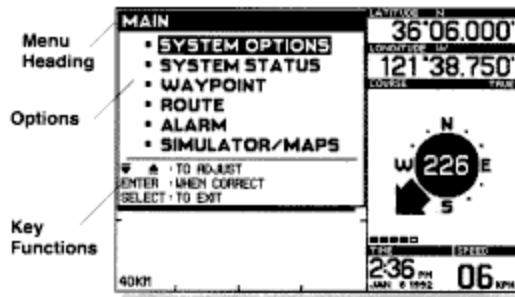 Menu
Heading
Options
Key
Functions
MAIN
▪ SYSTEM OPTIONS
▪ SYSTEM STATUS
▪ WAYPOINT
▪ ROUTE
▪ ALARM
▪ SIMULATOR/MAPS
: TO ADJUST
ENTER : WHEN CORRECT
SELECT : TO EXIT
40KM
LATITUDE N
36°06.000'
LONGITUDE W
121°38.750'
COURSE TRUE
N
W 226 E
S
TIME SPEED
2:36 PM
JAN 6 1992
06 KPH